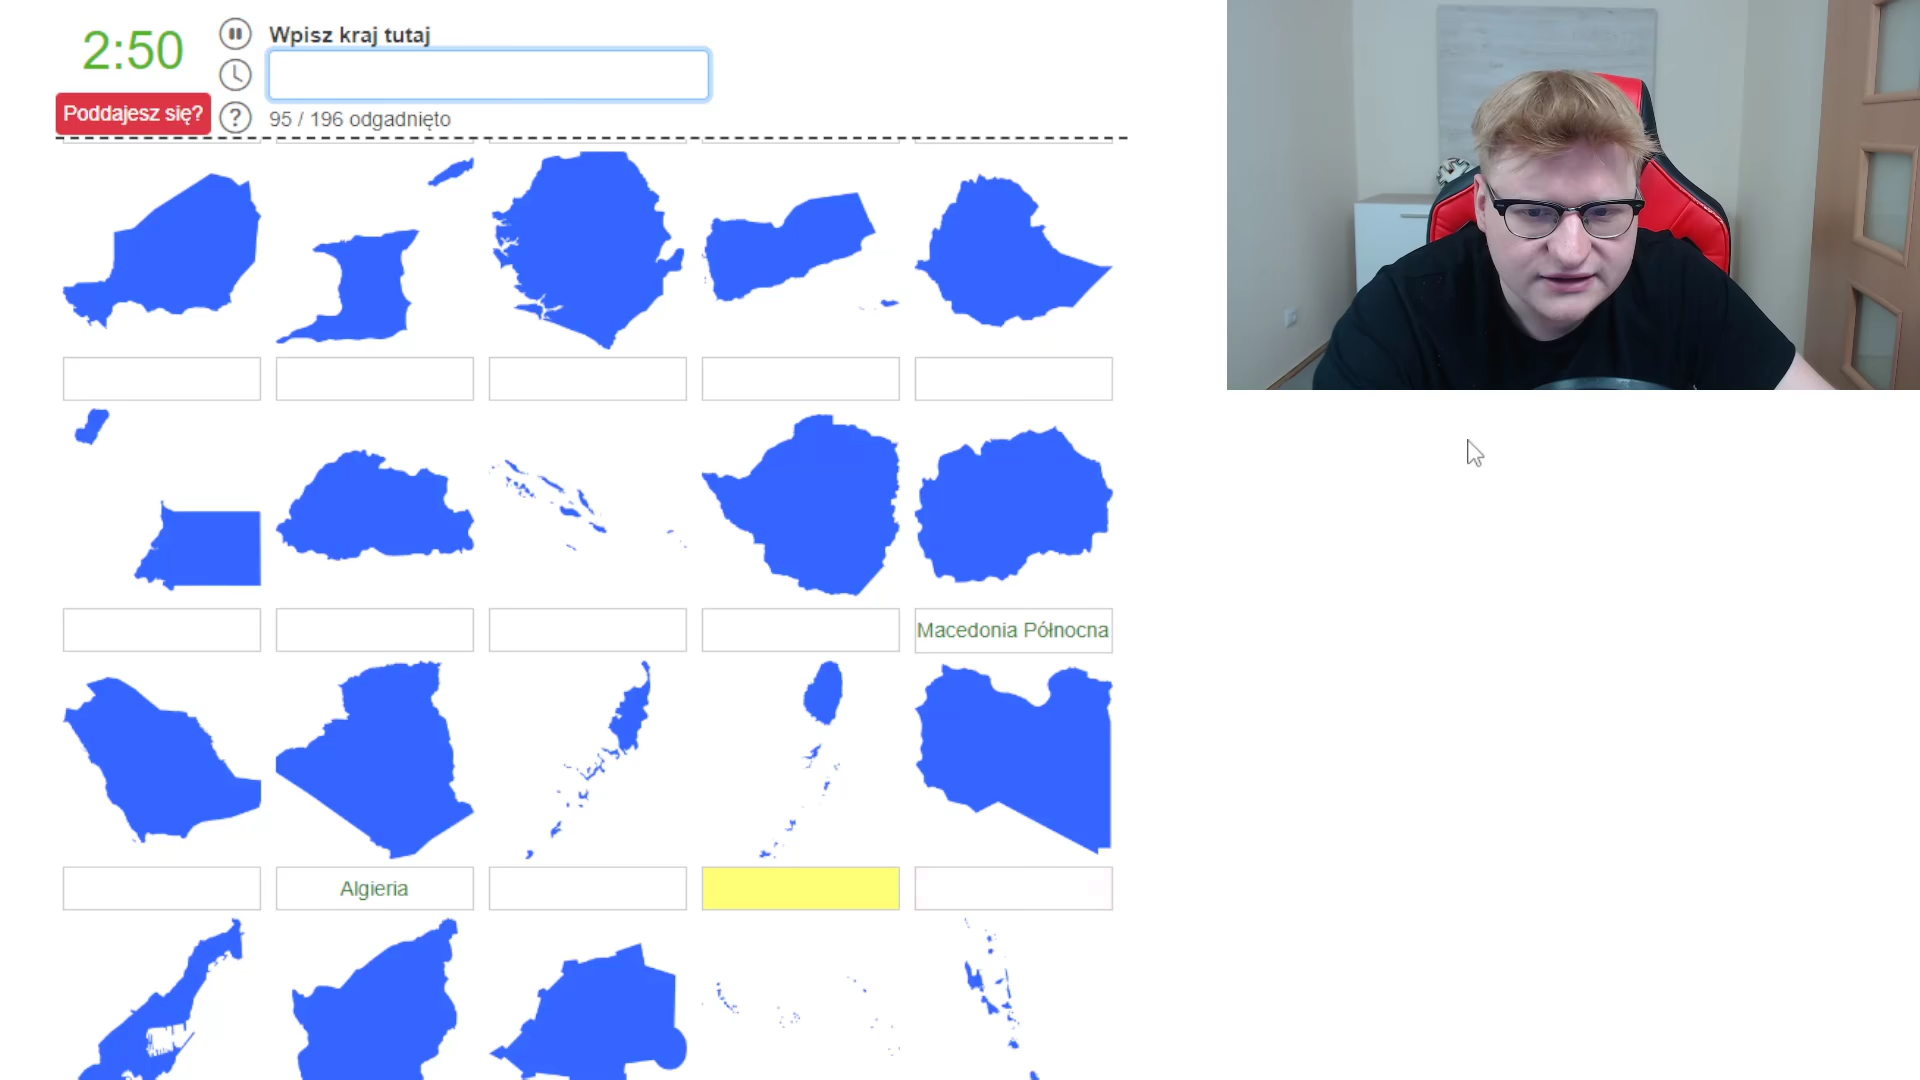 2:50
Wpisz kraj tutaj
Poddajesz się?
?
95 / 196 odgadnięto
Macedonia Północna
Algieria